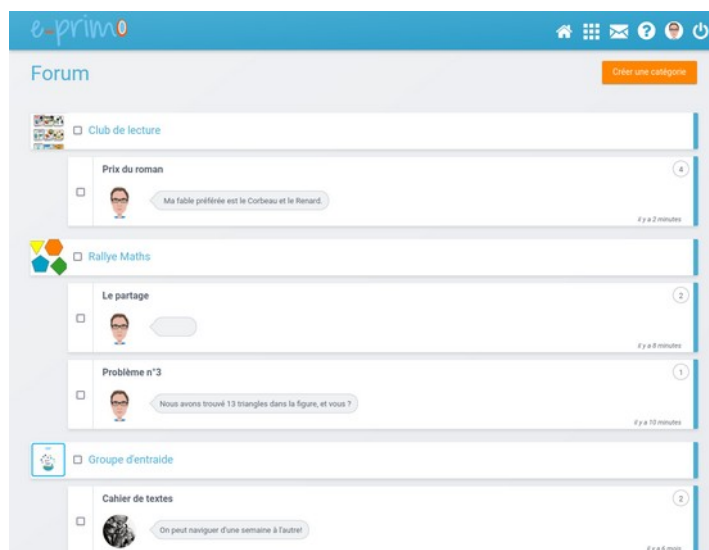 e-primo
Forum
Créer une catégorie
Club de lecture
Prix du roman
4
Ma fable préférée est le Corbeau et le Renard.
il y a 2 minutes
Rallye Maths
Le partage
2
il y a 8 minutes
Problème n°3
1
Nous avons trouvé 13 triangles dans la figure, et vous ?
il y a 10 minutes
Groupe d'entraide
Cahier de textes
2
On peut naviguer d'une semaine à l'autre!
il y a 6 mois